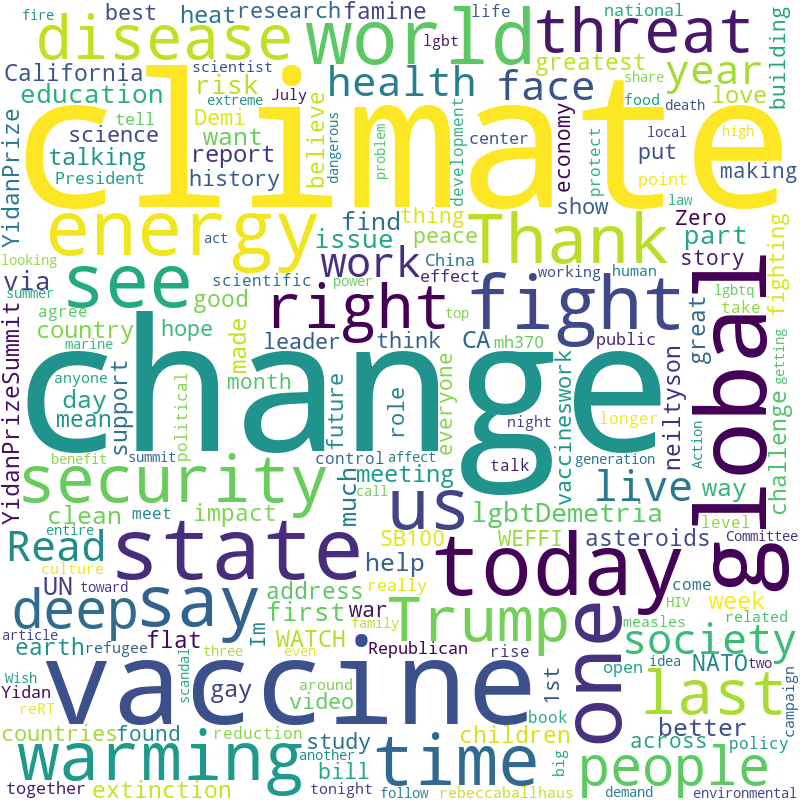 fire
best
heat
research
famine
life
national
disease
world
threat
lgbt
building
California
scientist
greatest
year
education
risk
extreme
July
health
face
share
love
YidanPrize
science
tell
Demi
want
believe
dangerous
problem
development
center
food
death
climate
talking
report
economy
protect
local
high
put
making
President
history
show
point
law
energy
act
find
thing
peace
Thank
Zero
part
story
fighting
looking
issue
work
effect
China
working
human
via
see
scientific
power
right
fight
global
lgbtq
take
summer
good
top
YidanPrizeSummit
agree
country
hope
made
leader
think
CA
mh370
public
great
marine
change
anyone
day
mean
month
support
political
future
role
everyone
night
vaccineswork
longer
neiltyson
challenge
getting
Action
benefit
summit
control
affect
talk
generation
security
much
meeting
call
us
live
way
clean
meet
impact
lgbtDemetria
level
entire
state
SB100
WEFFI
asteroids
Committee
Read
UN
toward
culture
help
today
really
come
deep
say
address
first
war
Trump
one
HIV
week
measles
related
article
earth
refugee
flat
Im
WATCH
family
Republican
rise
society
Wish
three
even
open
idea
NATO
two
campaign
Yidan
vaccine
scandal
gay
around
video
1st
last
reRT
book
better
countries
found
reduction
study
children
across
policy
warming
another
bill
time
big
people
together
extinction
tonight
follow
rebeccaballhaus
demand
environmental